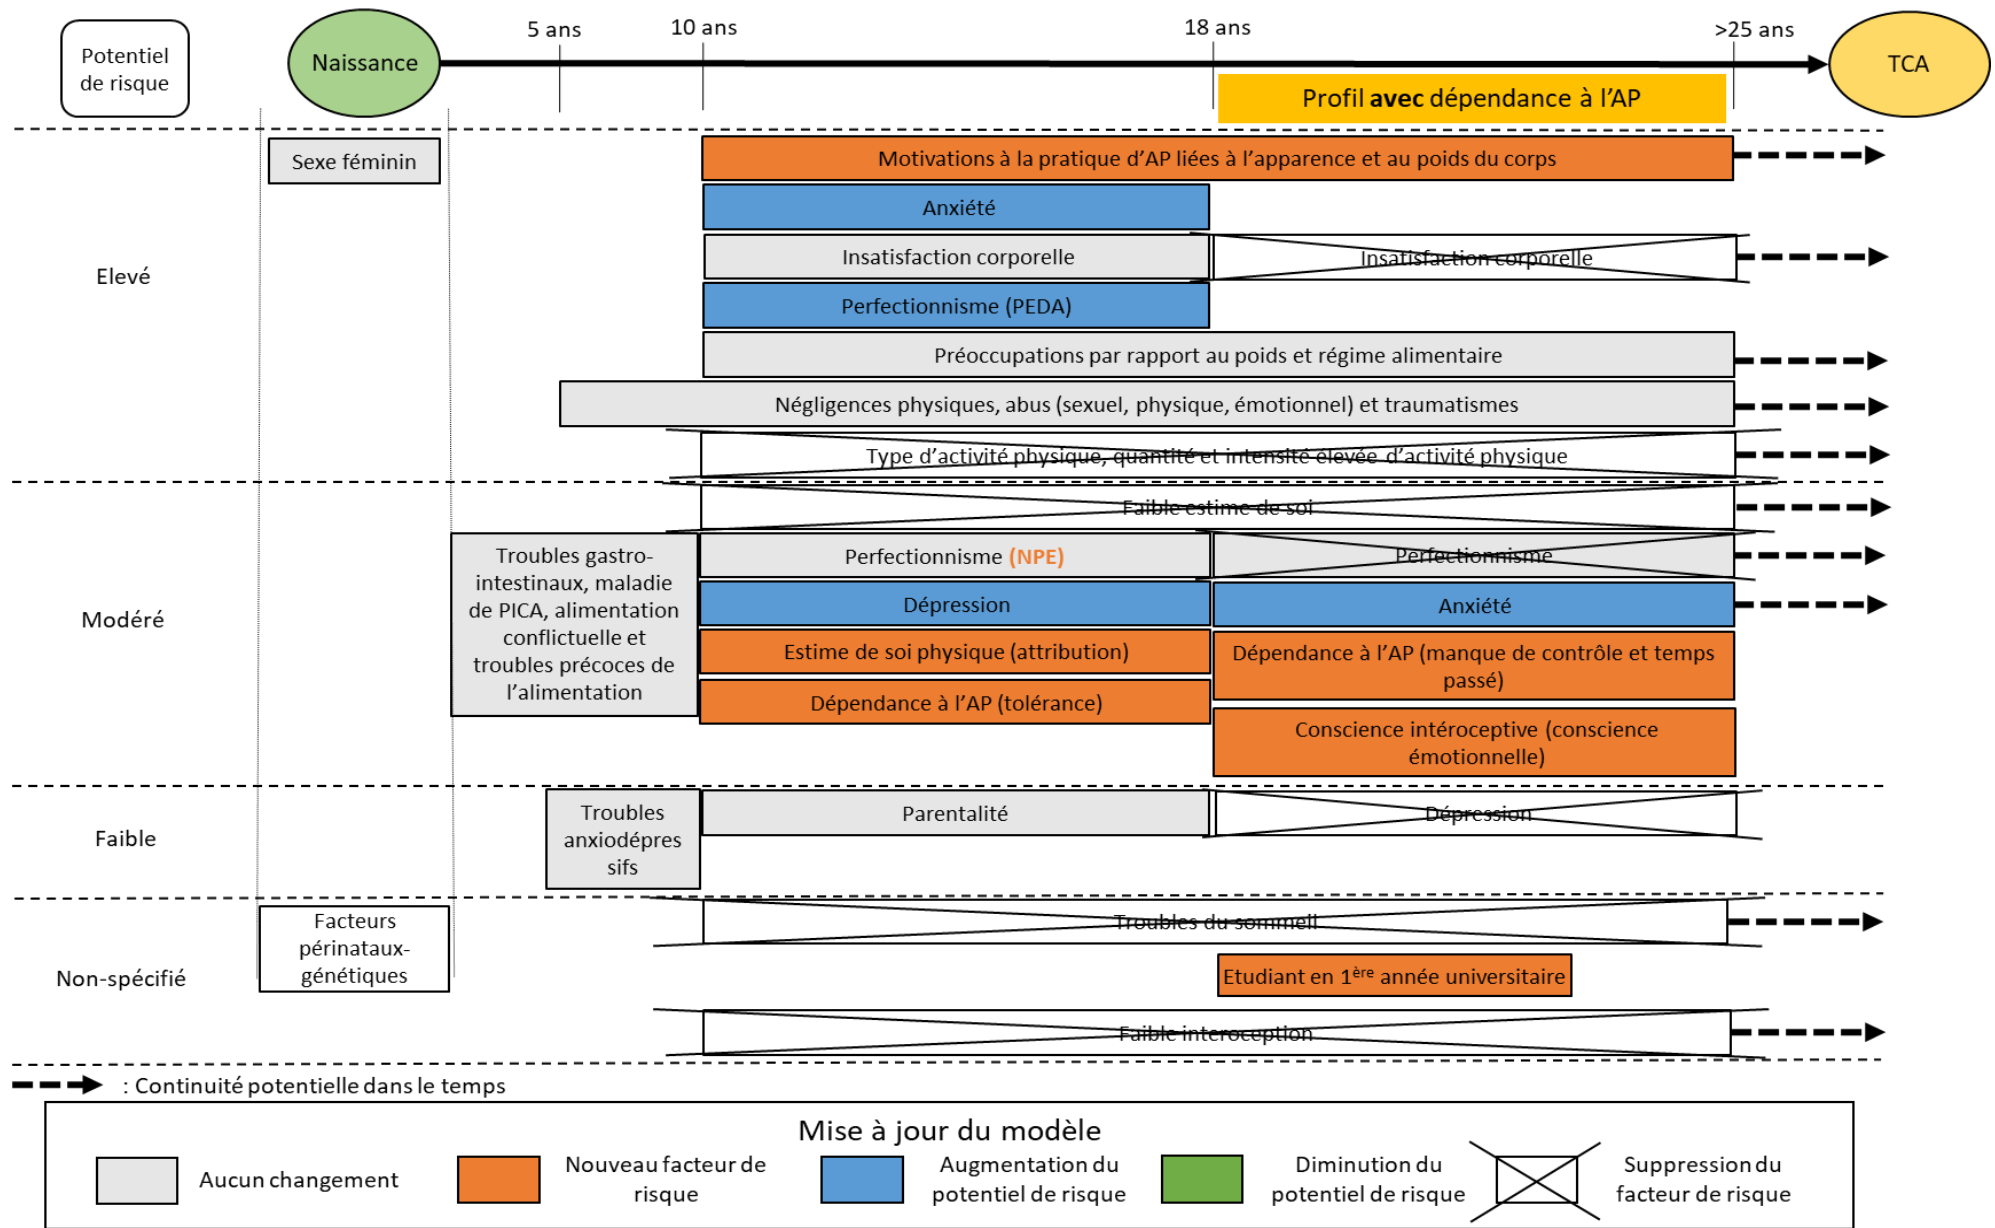 Potentiel
de risque
Naissance
5 ans
10 ans
18 ans
>25 ans
TCA
Profil avec dépendance à l'AP
Elevé
Sexe féminin
Motivations à la pratique d'AP liées à l'apparence et au poids du corps
Anxiété
Insatisfaction corporelle
Insatisfaction corporelle
Perfectionnisme (PEDA)
Préoccupations par rapport au poids et régime alimentaire
Négligences physiques, abus (sexuel, physique, émotionnel) et traumatismes
Type d'activité physique, quantité et intensité élevée d'activité physique
Modéré
Faible estime de soi
Troubles gastro-
intestinaux, maladie
de PICA, alimentation
conflictuelle et
troubles précoces de
l'alimentation
Perfectionnisme (NPE)
Perfectionnisme
Dépression
Anxiété
Estime de soi physique (attribution)
Dépendance à l'AP (manque de contrôle et temps
passé)
Dépendance à l'AP (tolérance)
Conscience intéroceptive (conscience
émotionnelle)
Faible
Troubles
anxiodépres
sifs
Parentalité
Dépression
Non-spécifié
Facteurs
périnataux-
génétiques
Troubles du sommeil
Etudiant en 1ère année universitaire
Faible interoception
: Continuité potentielle dans le temps
Mise à jour du modèle
Aucun changement
Nouveau facteur de
risque
Augmentation du
potentiel de risque
Diminution du
potentiel de risque
Suppression du
facteur de risque